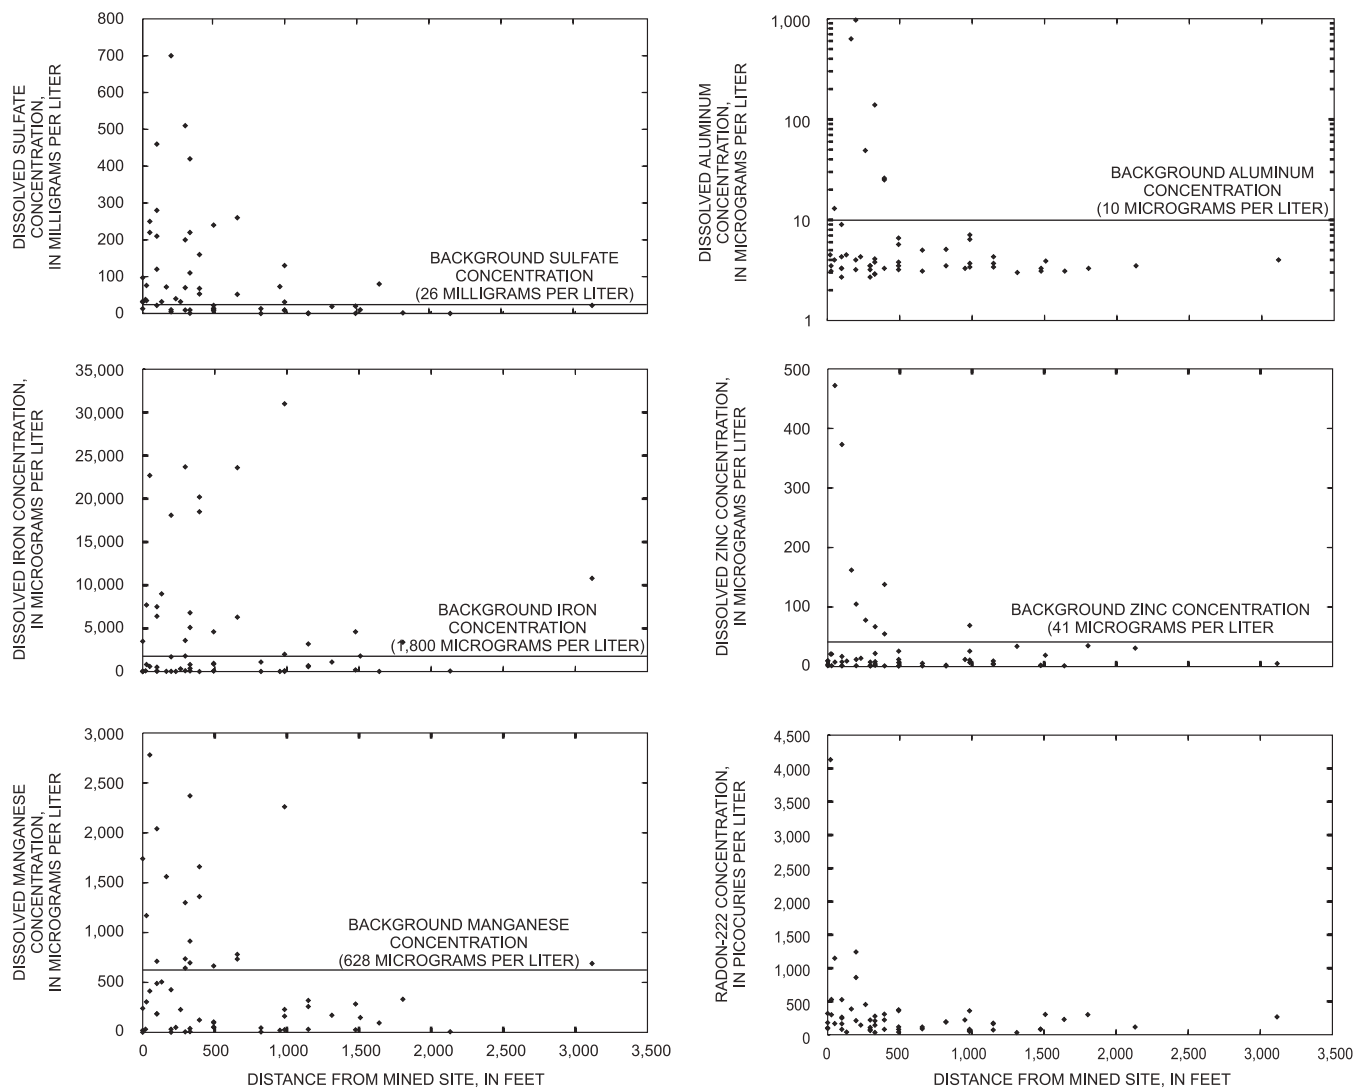 DISSOLVED SULFATE
CONCENTRATION,
IN MILLIGRAMS PER LITER
800
700
600
500
400
300
200
100
0
BACKGROUND SULFATE
CONCENTRATION
(26 MILLIGRAMS PER LITER)
DISSOLVED ALUMINUM
CONCENTRATION,
IN MICROGRAMS PER LITER
1,000
100
10
1
BACKGROUND ALUMINUM
CONCENTRATION
(10 MICROGRAMS PER LITER)
DISSOLVED IRON CONCENTRATION,
IN MICROGRAMS PER LITER
35,000
30,000
25,000
20,000
15,000
10,000
5,000
0
BACKGROUND IRON
CONCENTRATION
(1,800 MICROGRAMS PER LITER)
DISSOLVED ZINC CONCENTRATION,
IN MICROGRAMS PER LITER
500
400
300
200
100
0
BACKGROUND ZINC CONCENTRATION
(41 MICROGRAMS PER LITER
DISSOLVED MANGANESE
CONCENTRATION,
IN MICROGRAMS PER LITER
3,000
2,500
2,000
1,500
1,000
500
0
BACKGROUND MANGANESE
CONCENTRATION
(628 MICROGRAMS PER LITER)
0 500 1,000 1,500 2,000 2,500 3,000 3,500
DISTANCE FROM MINED SITE, IN FEET
RADON-222 CONCENTRATION,
IN PICOCURIES PER LITER
4,500
4,000
3,500
3,000
2,500
2,000
1,500
1,000
500
0
0 500 1,000 1,500 2,000 2,500 3,000 3,500
DISTANCE FROM MINED SITE, IN FEET